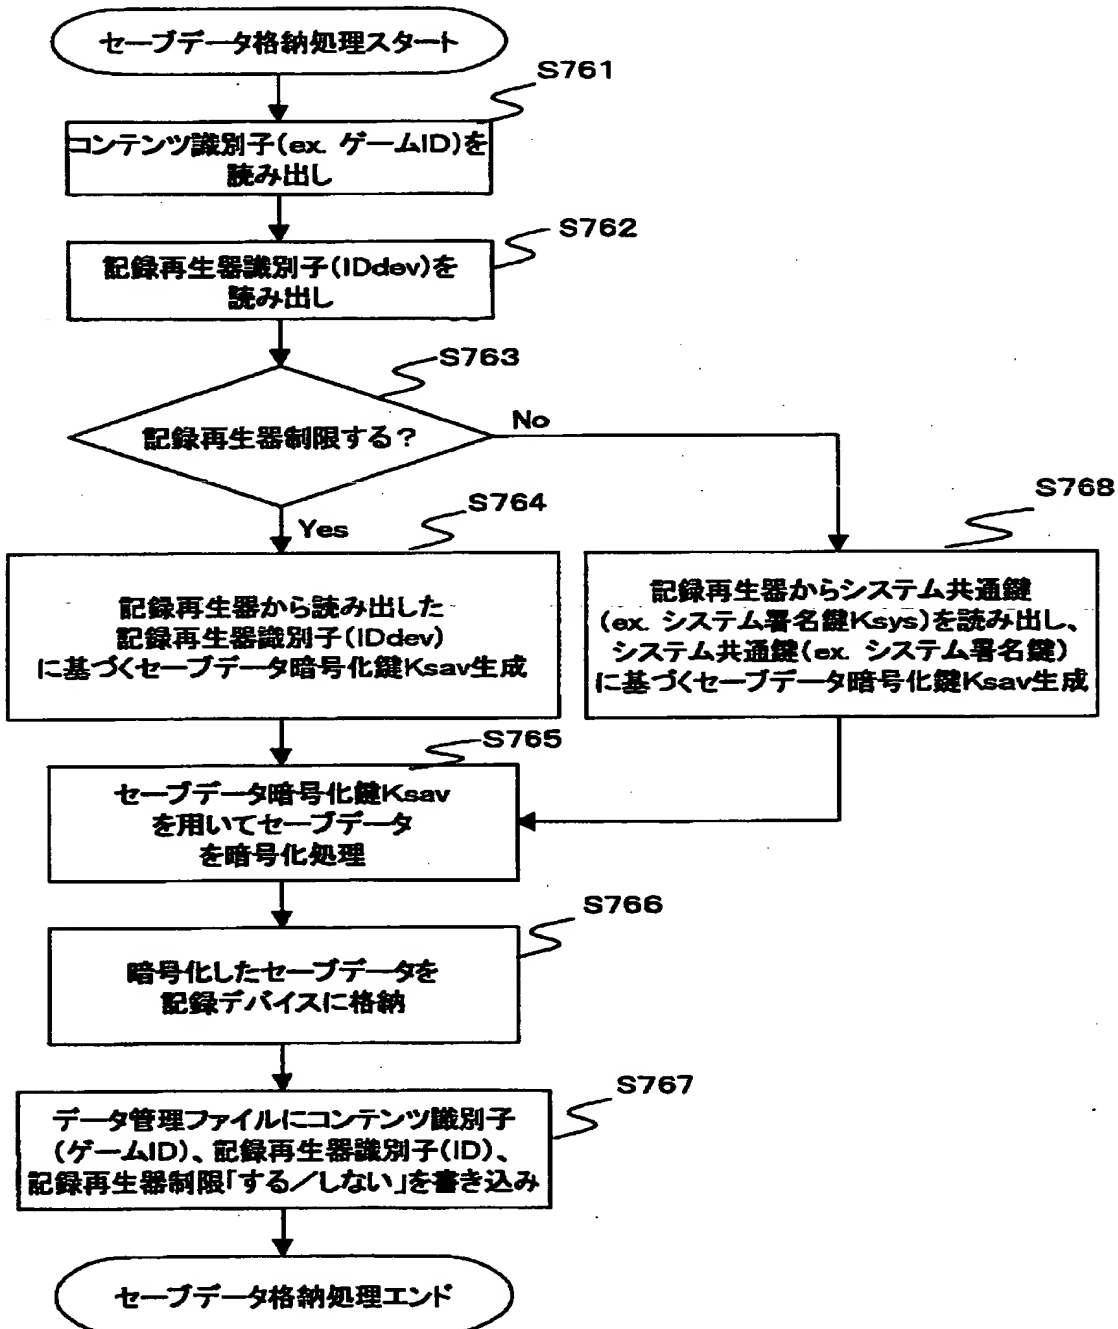 セーブデータ格納処理スタート
S761
コンテンツ識別子(ex. ゲームID)を
読み出し
S762
記録再生器識別子(IDdev)を
読み出し
S763
記録再生器制限する?
No
Yes
S764
記録再生器から読み出した
記録再生器識別子(IDdev)
に基づくセーブデータ暗号化鍵Ksav生成
S768
記録再生器からシステム共通鍵
(ex. システム署名鍵Ksys)を読み出し、
システム共通鍵(ex. システム署名鍵)
に基づくセーブデータ暗号化鍵Ksav生成
S765
セーブデータ暗号化鍵Ksav
を用いてセーブデータ
を暗号化処理
S766
暗号化したセーブデータを
記録デバイスに格納
S767
データ管理ファイルにコンテンツ識別子
(ゲームID)、記録再生器識別子(ID)、
記録再生器制限「する/しない」を書き込み
セーブデータ格納処理エンド